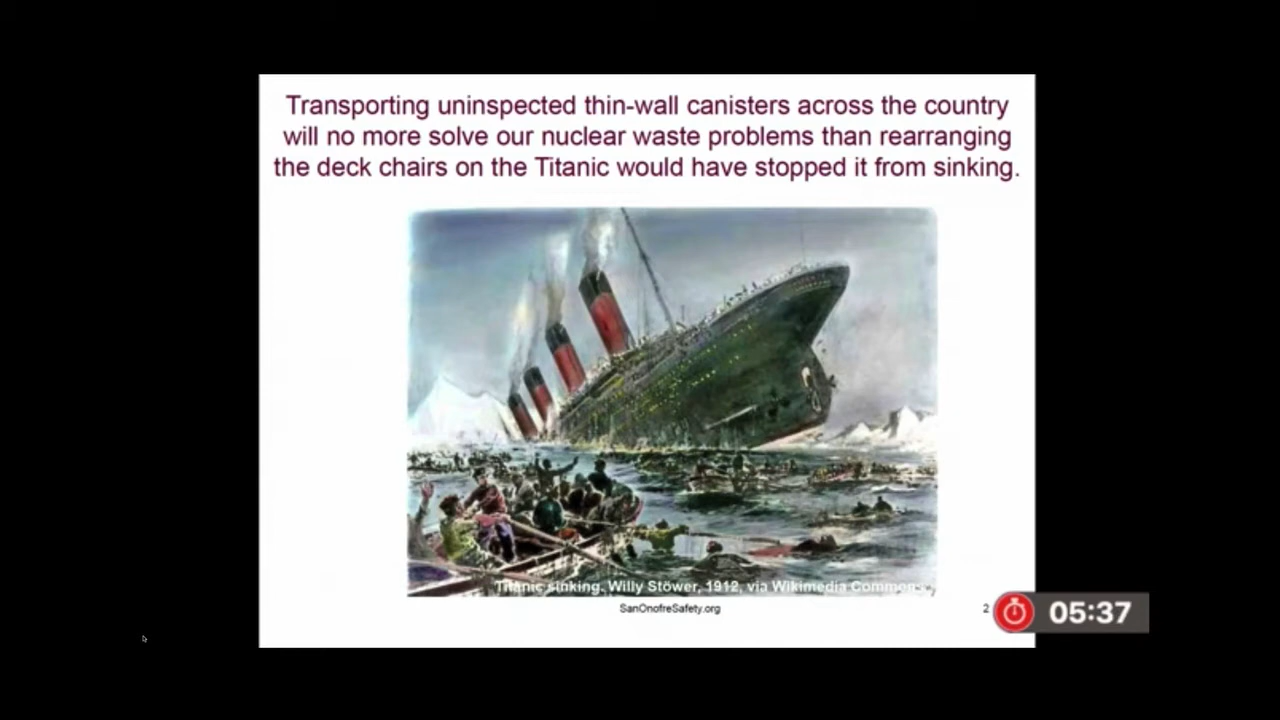 Transporting uninspected thin-wall canisters across the country
will no more solve our nuclear waste problems than rearranging
the deck chairs on the Titanic would have stopped it from sinking.
Titanic sinking. Willy Stöwer, 1912, via Wikimedia Commons
SanOnofreSafety.org
2
05:37